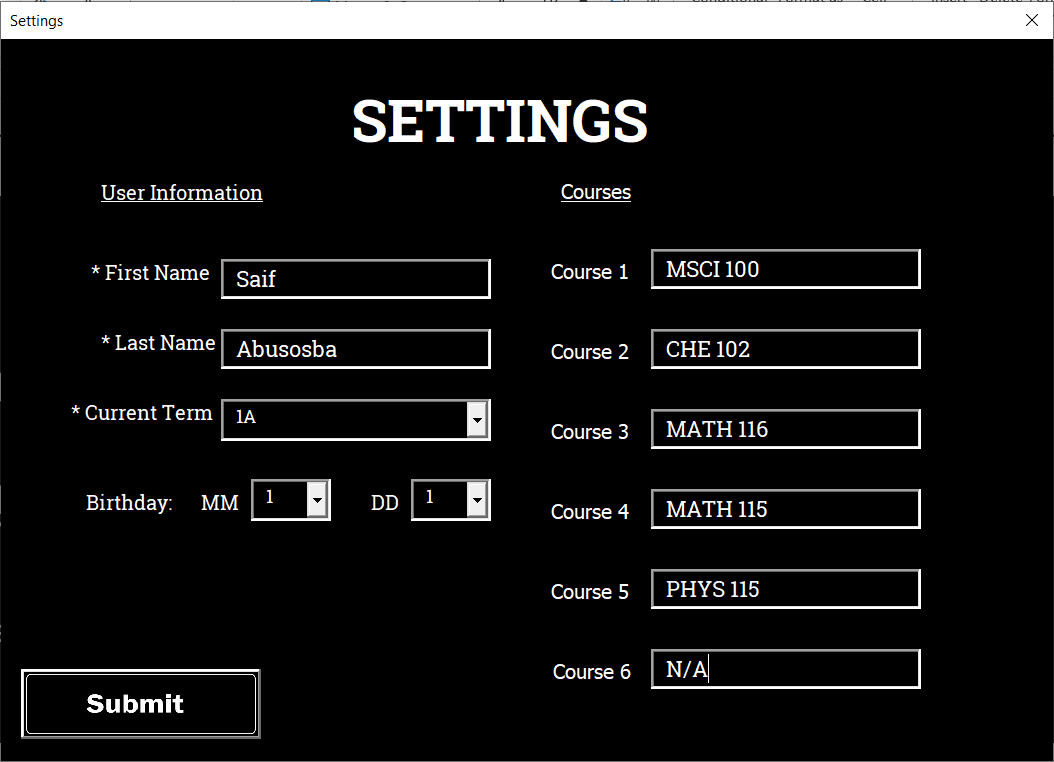 Settings
SETTINGS
User Information
* First Name Saif
* Last Name Abusosba
* Current Term 1A
Birthday: MM 1 DD 1
Submit
Courses
Course 1 MSCI 100
Course 2 CHE 102
Course 3 MATH 116
Course 4 MATH 115
Course 5 PHYS 115
Course 6 N/A